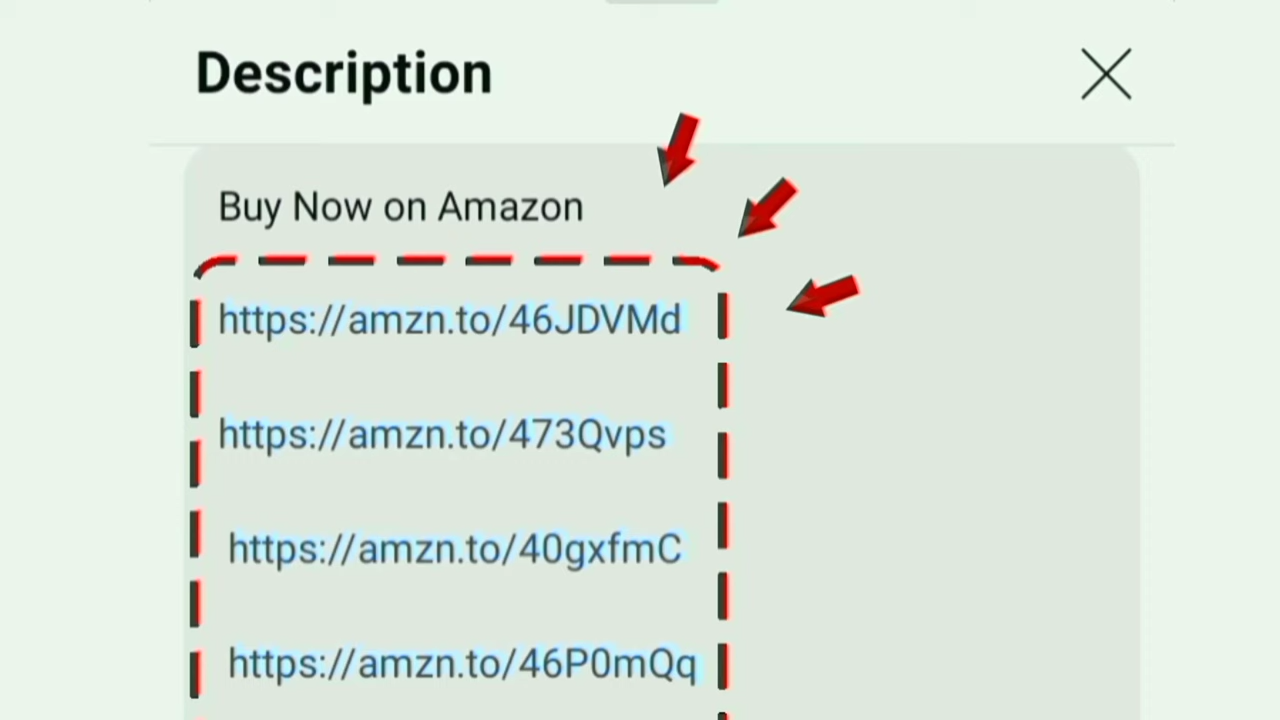 Description
Buy Now on Amazon
https://amzn.to/46JDVMd
https://amzn.to/473Qvps
https://amzn.to/40gxfmC
https://amzn.to/46P0mQq